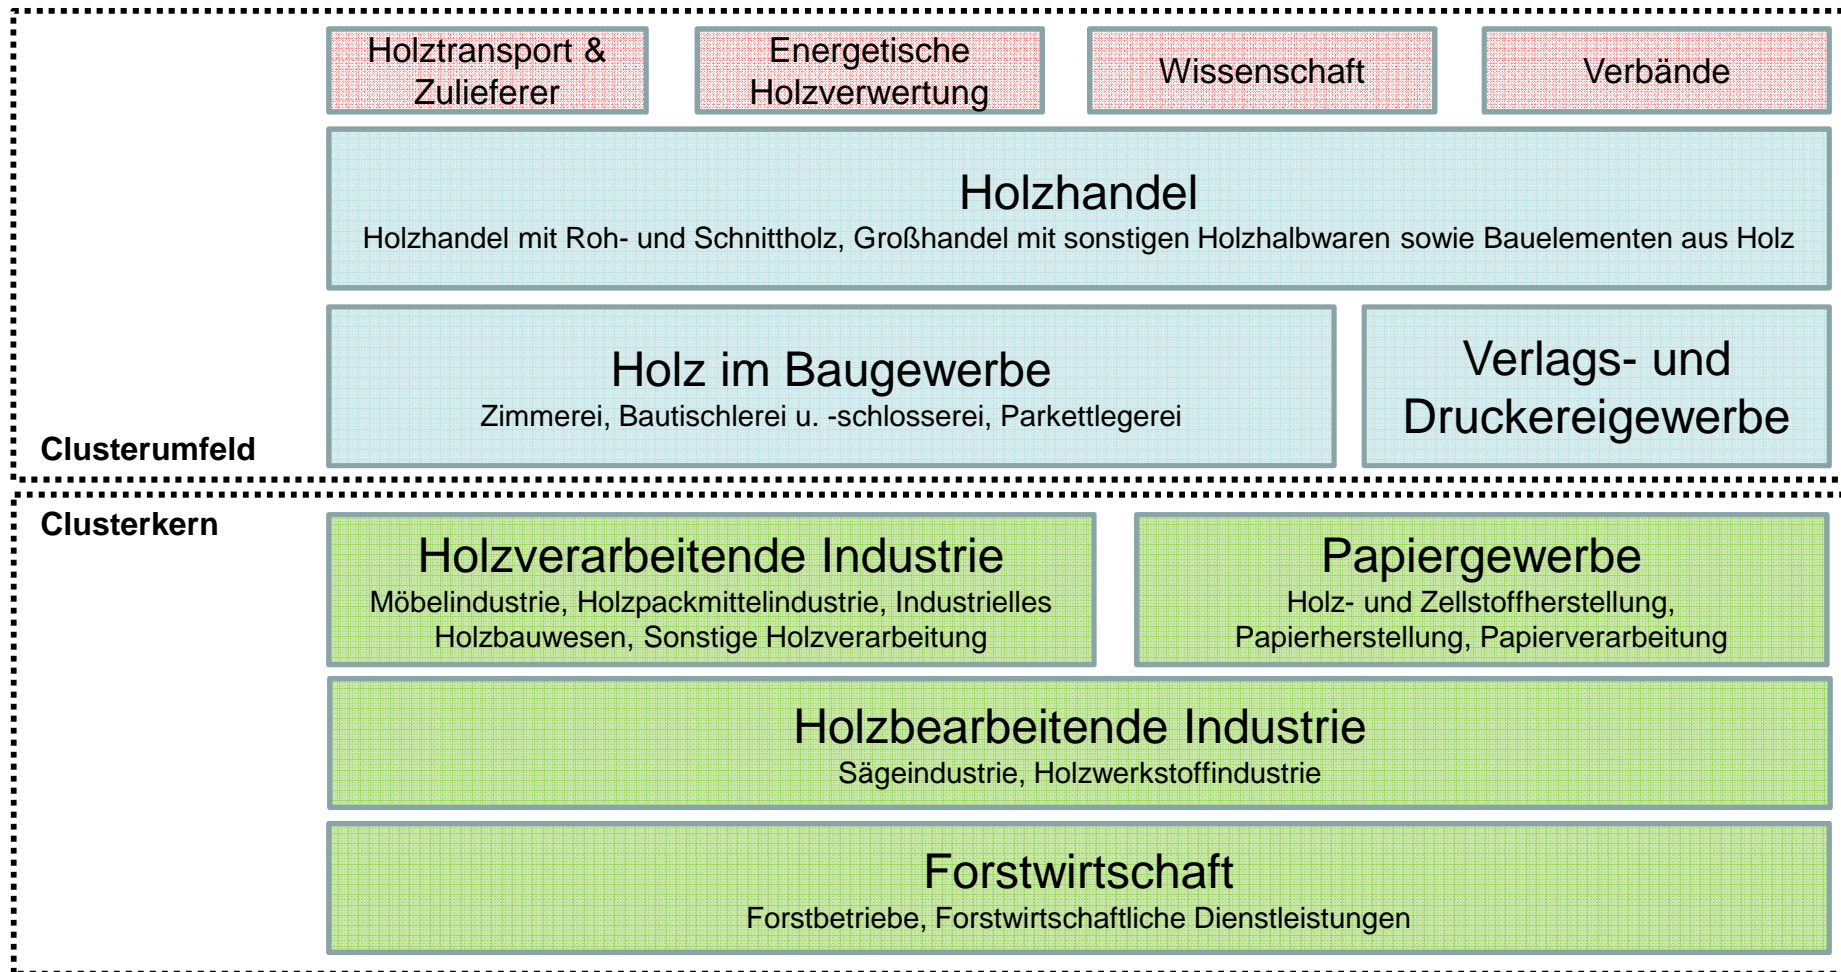 Holztransport &
Zulieferer
Energetische
Holzverwertung
Wissenschaft
Verbände
Holzhandel
Holzhandel mit Roh- und Schnittholz, Großhandel mit sonstigen Holzhalbwaren sowie Bauelementen aus Holz
Holz im Baugewerbe
Zimmerei, Bautischlerei u. -schlosserei, Parkettlegerei
Verlags- und
Druckereigewerbe
Clusterumfeld
Clusterkern
Holzverarbeitende Industrie
Möbelindustrie, Holzpackmittelindustrie, Industrielles
Holzbauwesen, Sonstige Holzverarbeitung
Papiergewerbe
Holz- und Zellstoffherstellung,
Papierherstellung, Papierverarbeitung
Holzbearbeitende Industrie
Sägeindustrie, Holzwerkstoffindustrie
Forstwirtschaft
Forstbetriebe, Forstwirtschaftliche Dienstleistungen